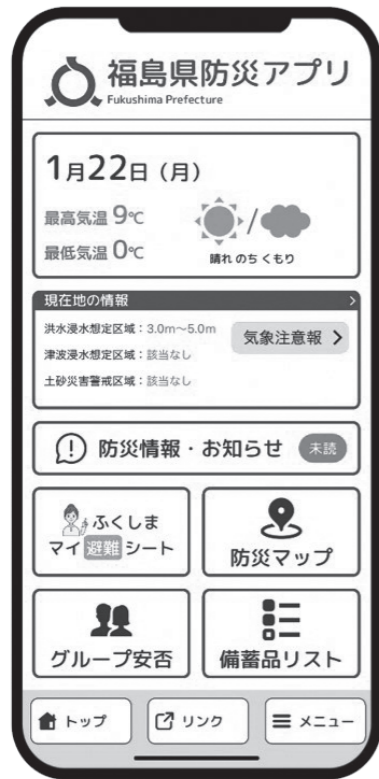 福島県防災アプリ
Fukushima Prefecture
1月22日(月)
最高気温 9℃
最低気温 0℃
晴れ のち くもり
現在地の情報 >
洪水浸水想定区域:3.0m~5.0m
津波浸水想定区域:該当なし
土砂災害警戒区域:該当なし
気象注意報 >
防災情報・お知らせ 未読
ふくしま
マイ避難シート
防災マップ
グループ安否
備蓄品リスト
トップ
リンク
メニュー